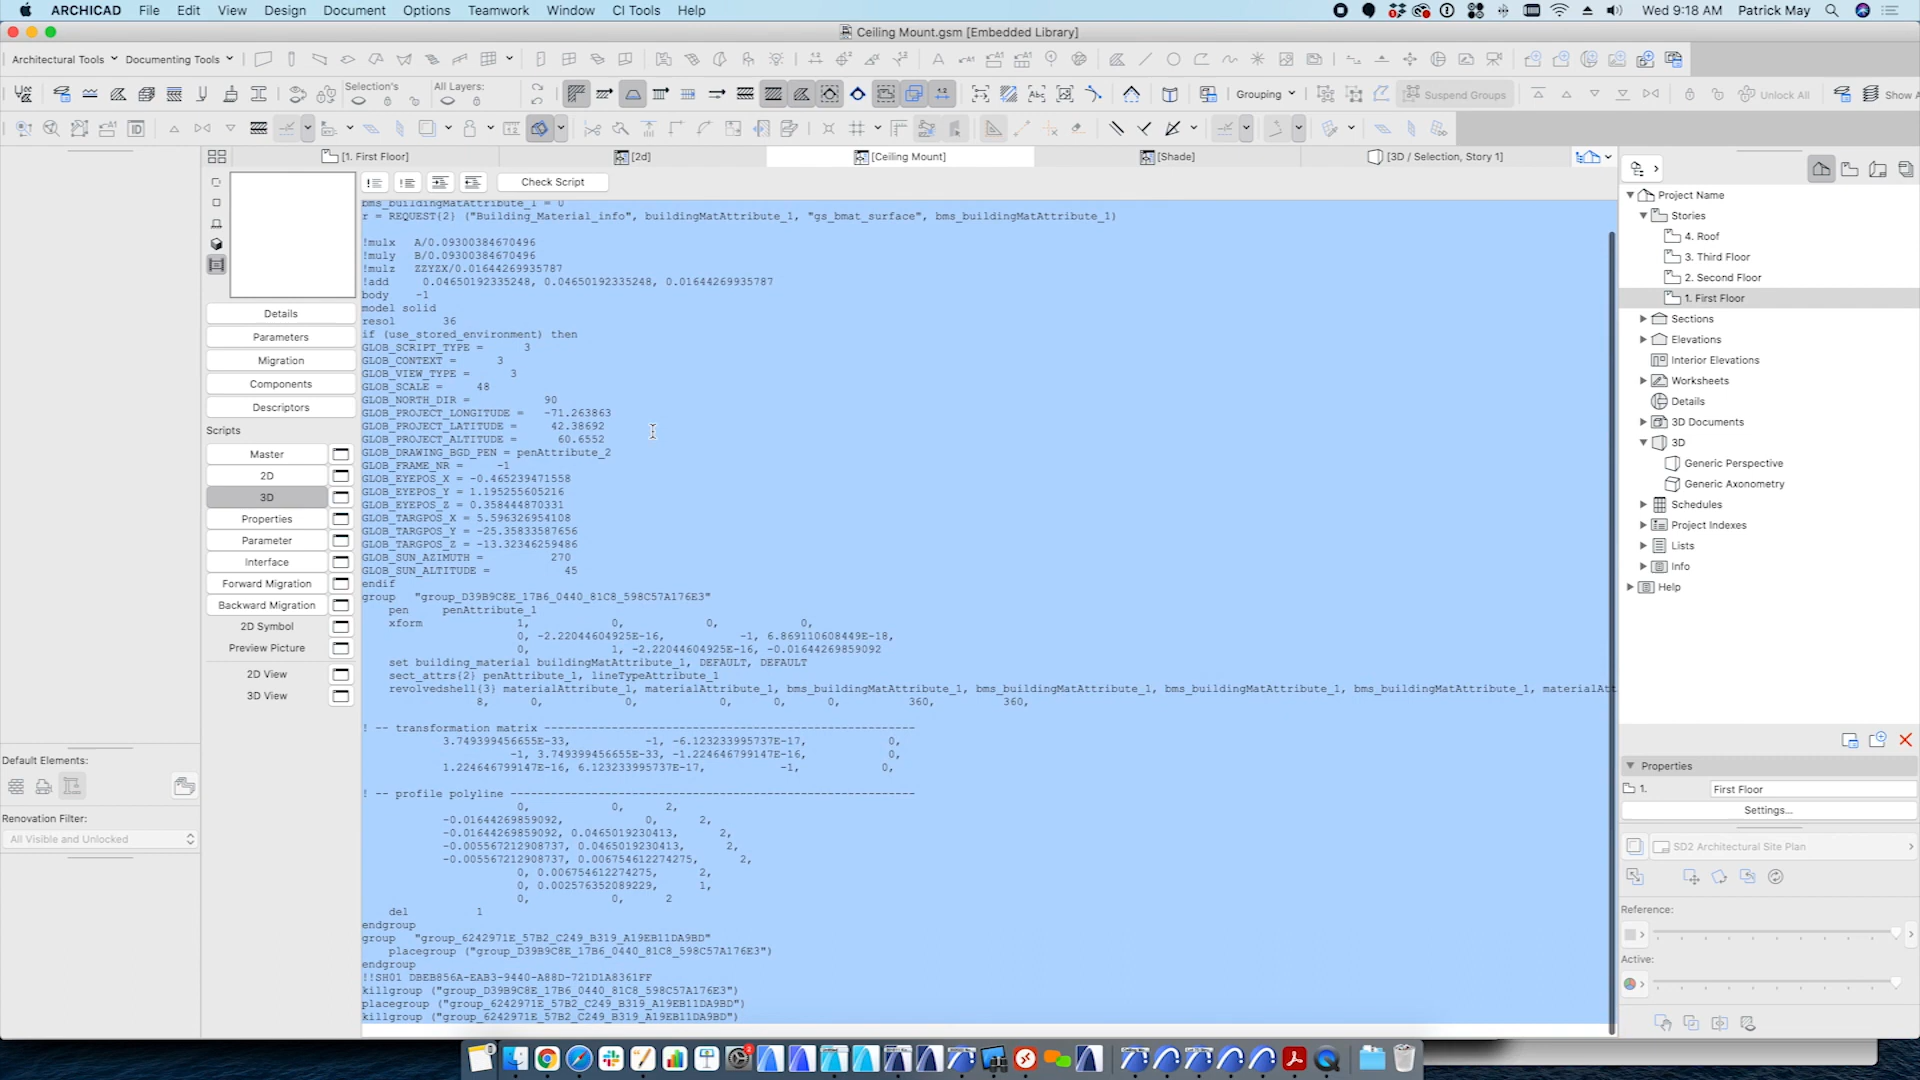 ARCHICAD File Edit View Design Document Options Teamwork Window CI Tools Help
Wed 9:18 AM Patrick May
Ceiling Mount.gsm [Embedded Library]
Architectural Tools Documenting Tools
Selection's
All Layers:
Grouping
Suspend Groups
Unlock All
Show A
[1. First Floor]
[2d]
[Ceiling Mount]
[Shade]
[3D / Selection, Story 1]
Check Script
Details
Parameters
Migration
Components
Descriptors
Scripts
Master
2D
3D
Properties
Parameter
Interface
Forward Migration
Backward Migration
2D Symbol
Preview Picture
2D View
3D View
Default Elements:
Renovation Filter:
All Visible and Unlocked
bms_buildingMatAttribute_1 = 0
r = REQUEST{2} ("Building_Material_info", buildingMatAttribute_1, "gs_bmat_surface", bms_buildingMatAttribute_1)
!mulx A/0.09300384670496
!muly B/0.09300384670496
!mulz ZZYZX/0.01644269935787
!add 0.04650192335248, 0.04650192335248, 0.01644269935787
body -1
model solid
resol 36
if (use_stored_environment) then
GLOB_SCRIPT_TYPE = 3
GLOB_CONTEXT = 3
GLOB_VIEW_TYPE = 3
GLOB_SCALE = 48
GLOB_NORTH_DIR = 90
GLOB_PROJECT_LONGITUDE = -71.263863
GLOB_PROJECT_LATITUDE = 42.38692
GLOB_PROJECT_ALTITUDE = 60.6552
GLOB_DRAWING_BGD_PEN = penAttribute_2
GLOB_FRAME_NR = -1
GLOB_EYEPOS_X = -0.465239471558
GLOB_EYEPOS_Y = 1.195255605216
GLOB_EYEPOS_Z = 0.358444870331
GLOB_TARGPOS_X = 5.596326954108
GLOB_TARGPOS_Y = -25.35833587656
GLOB_TARGPOS_Z = -13.32346259486
GLOB_SUN_AZIMUTH = 270
GLOB_SUN_ALTITUDE = 45
endif
group "group_D39B9C8E_17B6_0440_81C8_598C57A176E3"
pen penAttribute_1
xform 1, 0, 0, 0,
0, -2.22044604925E-16, -1, 6.869110608449E-18,
0, 1, -2.22044604925E-16, -0.01644269859092
set building_material buildingMatAttribute_1, DEFAULT, DEFAULT
sect_attrs{2} penAttribute_1, lineTypeAttribute_1
revolvedshell{3} materialAttribute_1, materialAttribute_1, bms_buildingMatAttribute_1, bms_buildingMatAttribute_1, bms_buildingMatAttribute_1, bms_buildingMatAttribute_1, materialAtt
8, 0, 0, 0, 0, 0, 360, 360,
! -- transformation matrix -------------------------------------------------------
3.749399456655E-33, -1, -6.123233995737E-17, 0,
-1, 3.749399456655E-33, -1.224646799147E-16, 0,
1.224646799147E-16, 6.123233995737E-17, -1, 0,
! -- profile polyline ------------------------------------------------------------
0, 0, 2,
-0.01644269859092, 0, 2,
-0.01644269859092, 0.0465019230413, 2,
-0.005567212908737, 0.0465019230413, 2,
-0.005567212908737, 0.006754612274275, 2,
0, 0.006754612274275, 2,
0, 0.002576352089229, 1,
0, 0, 2
del 1
endgroup
group "group_6242971E_57B2_C249_B319_A19EB11DA9BD"
placegroup ("group_D39B9C8E_17B6_0440_81C8_598C57A176E3")
endgroup
!!SH01 DBEB856A-EAB3-9440-A88D-721D1A8361FF
killgroup ("group_D39B9C8E_17B6_0440_81C8_598C57A176E3")
placegroup ("group_6242971E_57B2_C249_B319_A19EB11DA9BD")
killgroup ("group_6242971E_57B2_C249_B319_A19EB11DA9BD")
Project Name
Stories
4. Roof
3. Third Floor
2. Second Floor
1. First Floor
Sections
Elevations
Interior Elevations
Worksheets
Details
3D Documents
3D
Generic Perspective
Generic Axonometry
Schedules
Project Indexes
Lists
Info
Help
Properties
1. First Floor
Settings...
SD2 Architectural Site Plan
Reference:
Active: